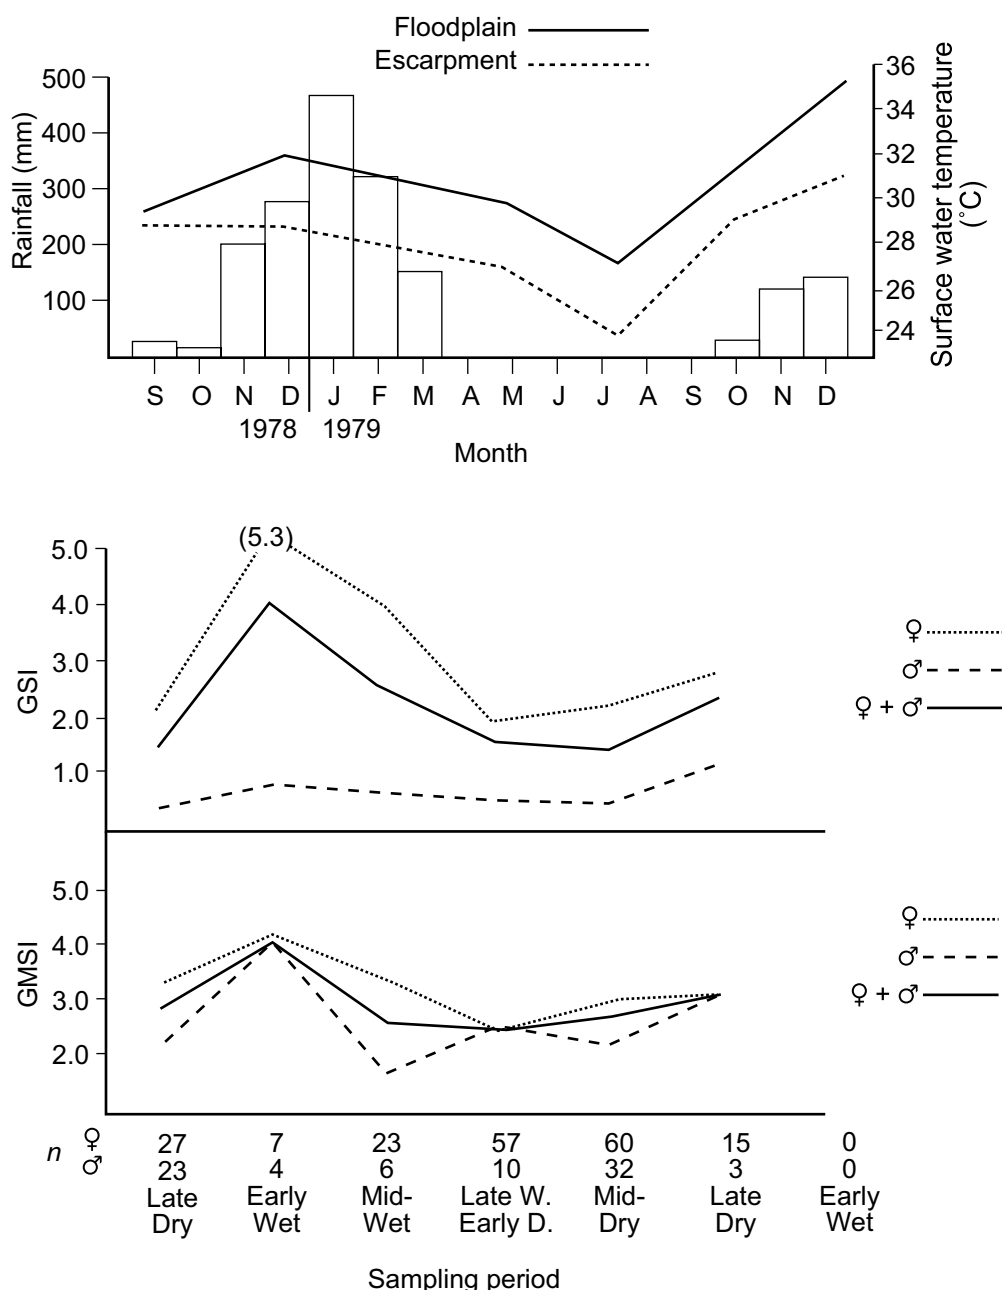 Floodplain
Escarpment
Rainfall (mm)
500
400
300
200
100
36
34
32
30
28
26
24
Surface water temperature
(°C)
S O N D J F M A M J J A S O N D
1978 1979
Month
GSI
5.0
4.0
3.0
2.0
1.0
(5.3)
♀
♂
♀ + ♂
GMSI
5.0
4.0
3.0
2.0
♀
♂
♀ + ♂
n ♀ 27 7 23 57 60 15 0
♂ 23 4 6 10 32 3 0
Late Early Mid- Late W. Mid- Late Early
Dry Wet Wet Early D. Dry Dry Wet
Sampling period